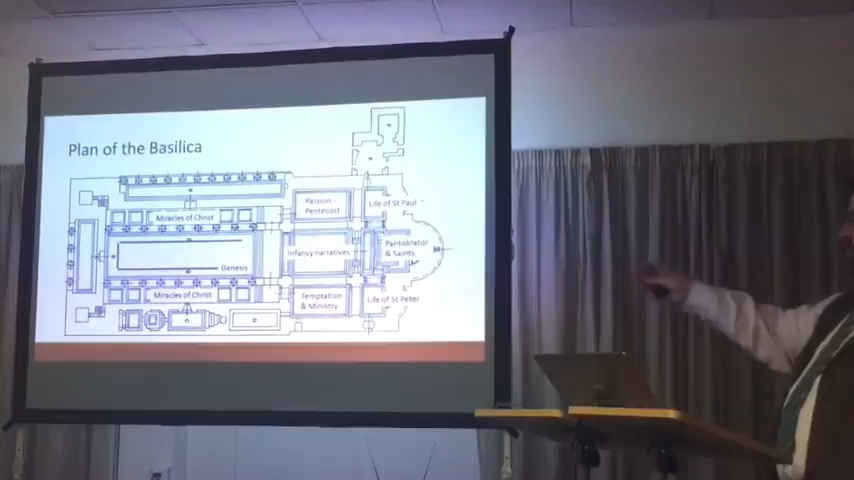 Plan of the Basilica
Passion -
Pentecost
Life of St Paul
Miracles of Christ
Infancy narratives
Pantokrator
& Saints
Genesis
Miracles of Christ
Temptation
& Ministry
Life of St Peter